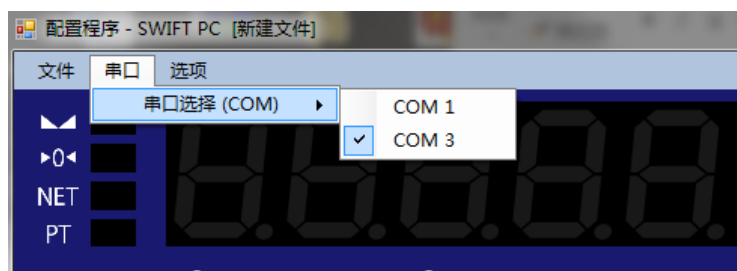 配置程序 - SWIFT PC [新建文件]
文件 串口 选项
串口选择 (COM)
COM 1
COM 3
►0◄
NET
PT